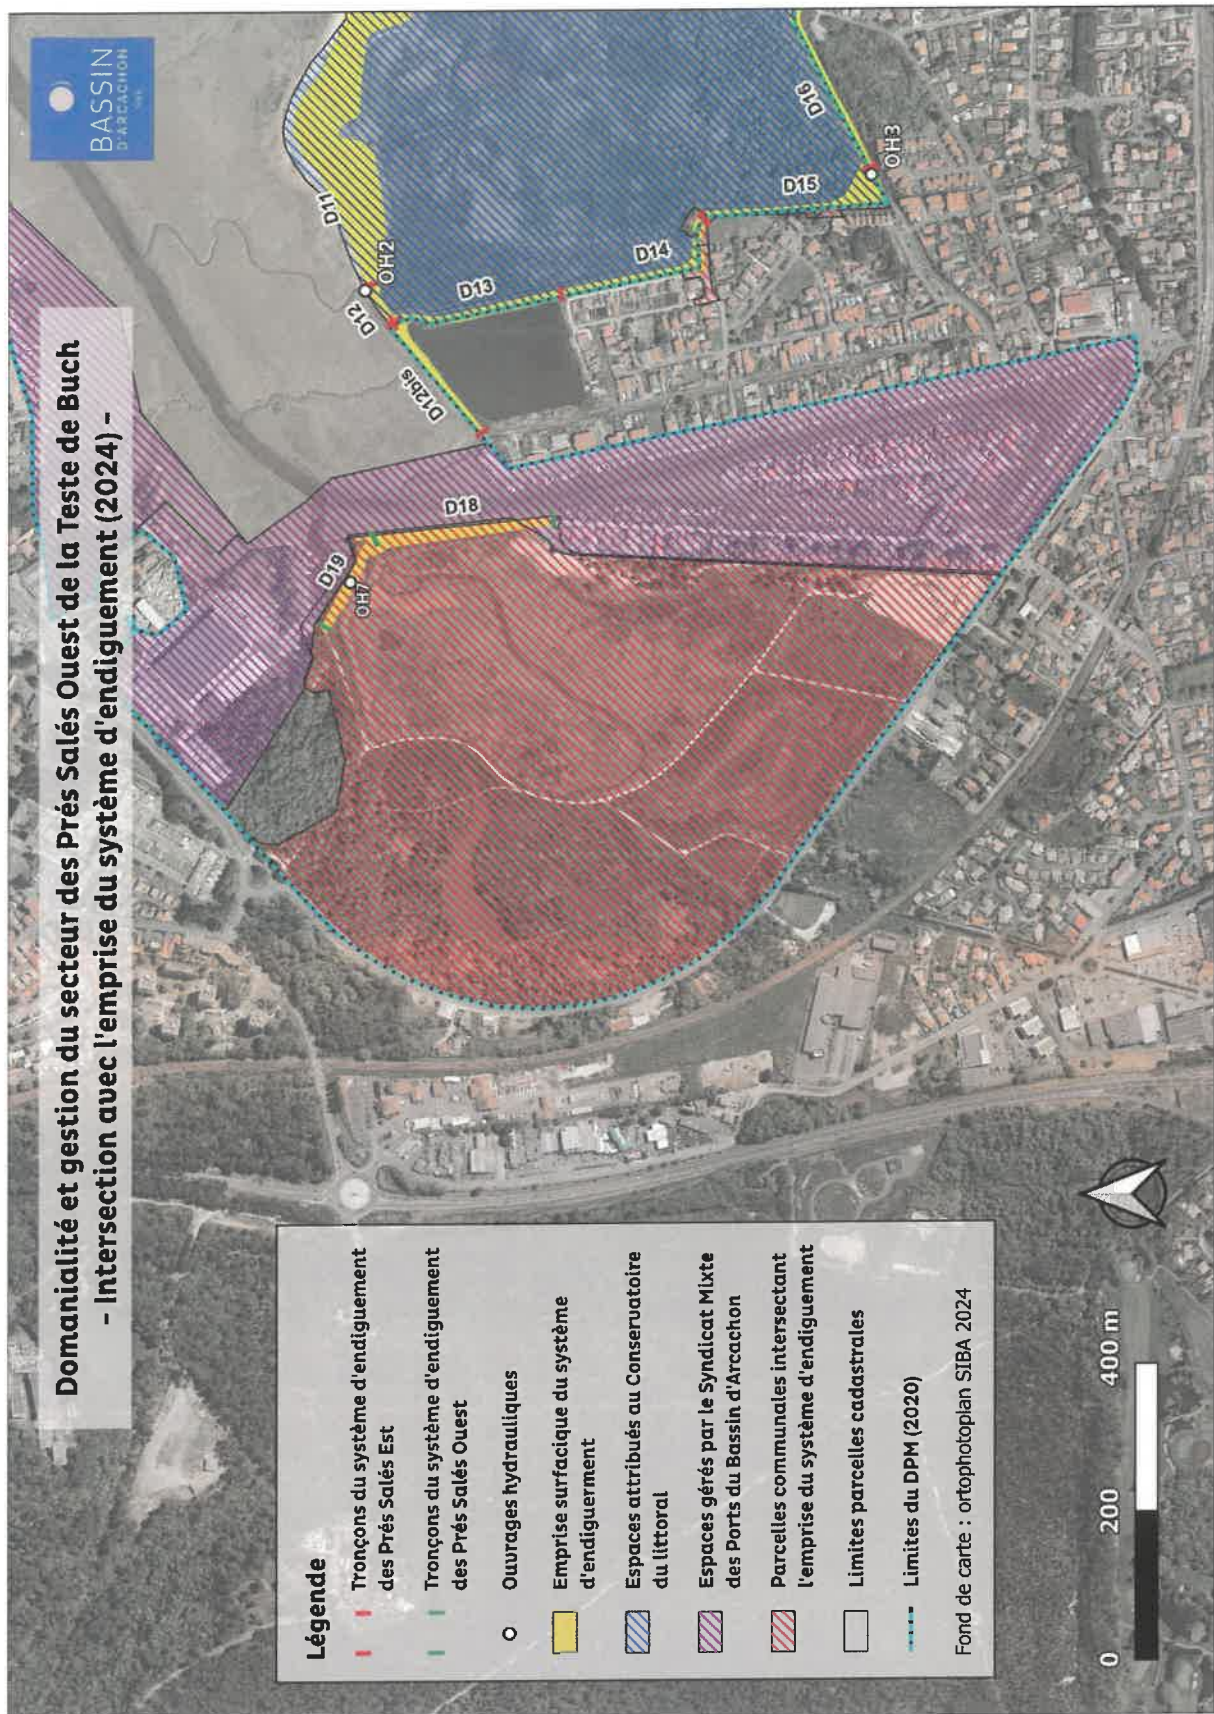 Domanialité et gestion du secteur des Prés Salés Ouest de la Teste de Buch
- Intersection avec l'emprise du système d'endiguement (2024) -
BASSIN
D'ARCACHON
D11
D12
OH2
D12bis
D13
D14
D15
D16
OH3
D18
D19
OH7
Légende
Tronçons du système d'endiguement
des Prés Salés Est
Tronçons du système d'endiguement
des Prés Salés Ouest
Ouvrages hydrauliques
Emprise surfacique du système
d'endiguerment
Espaces attribués au Conservatoire
du littoral
Espaces gérés par le Syndicat Mixte
des Ports du Bassin d'Arcachon
Parcelles communales intersectant
l'emprise du système d'endiguement
Limites parcelles cadastrales
Limites du DPM (2020)
Fond de carte : ortophotoplan SIBA 2024
0 200 400 m